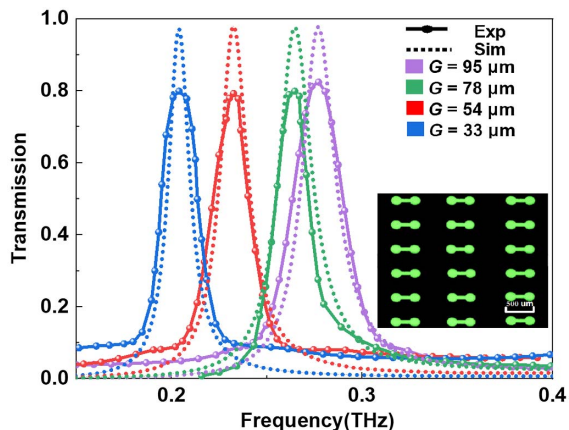 1.0
0.8
0.6
0.4
0.2
0.0
Transmission
Exp
Sim
G = 95 μm
G = 78 μm
G = 54 μm
G = 33 μm
500 um
0.2 0.3 0.4
Frequency(THz)